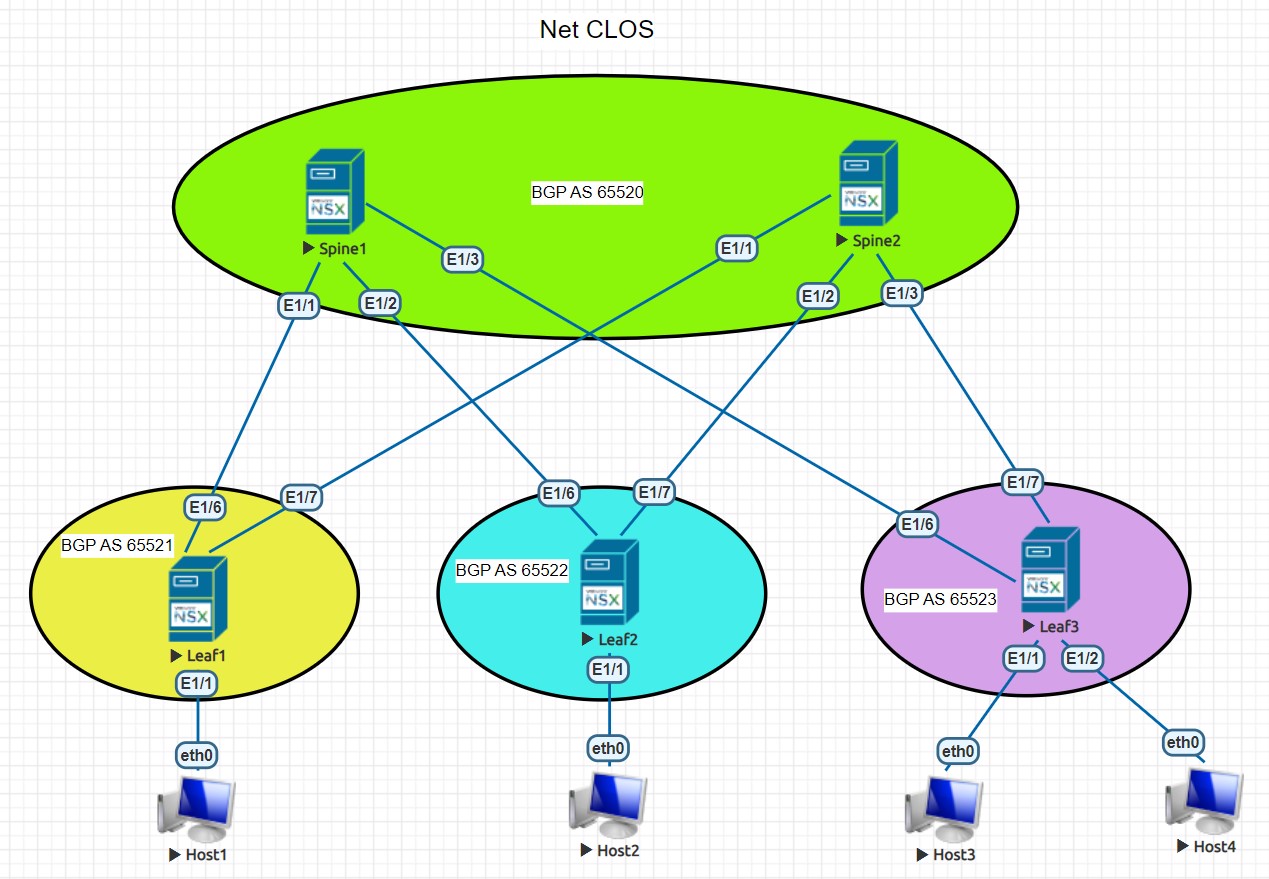 Net CLOS
BGP AS 65520
NSX
Spine1
NSX
Spine2
E1/3
E1/1
E1/1
E1/2
E1/2
E1/3
E1/6
E1/7
E1/6
E1/7
E1/7
E1/6
BGP AS 65521
BGP AS 65522
BGP AS 65523
NSX
Leaf1
NSX
Leaf2
NSX
Leaf3
E1/1
E1/1
E1/1
E1/2
eth0
eth0
eth0
eth0
Host1
Host2
Host3
Host4